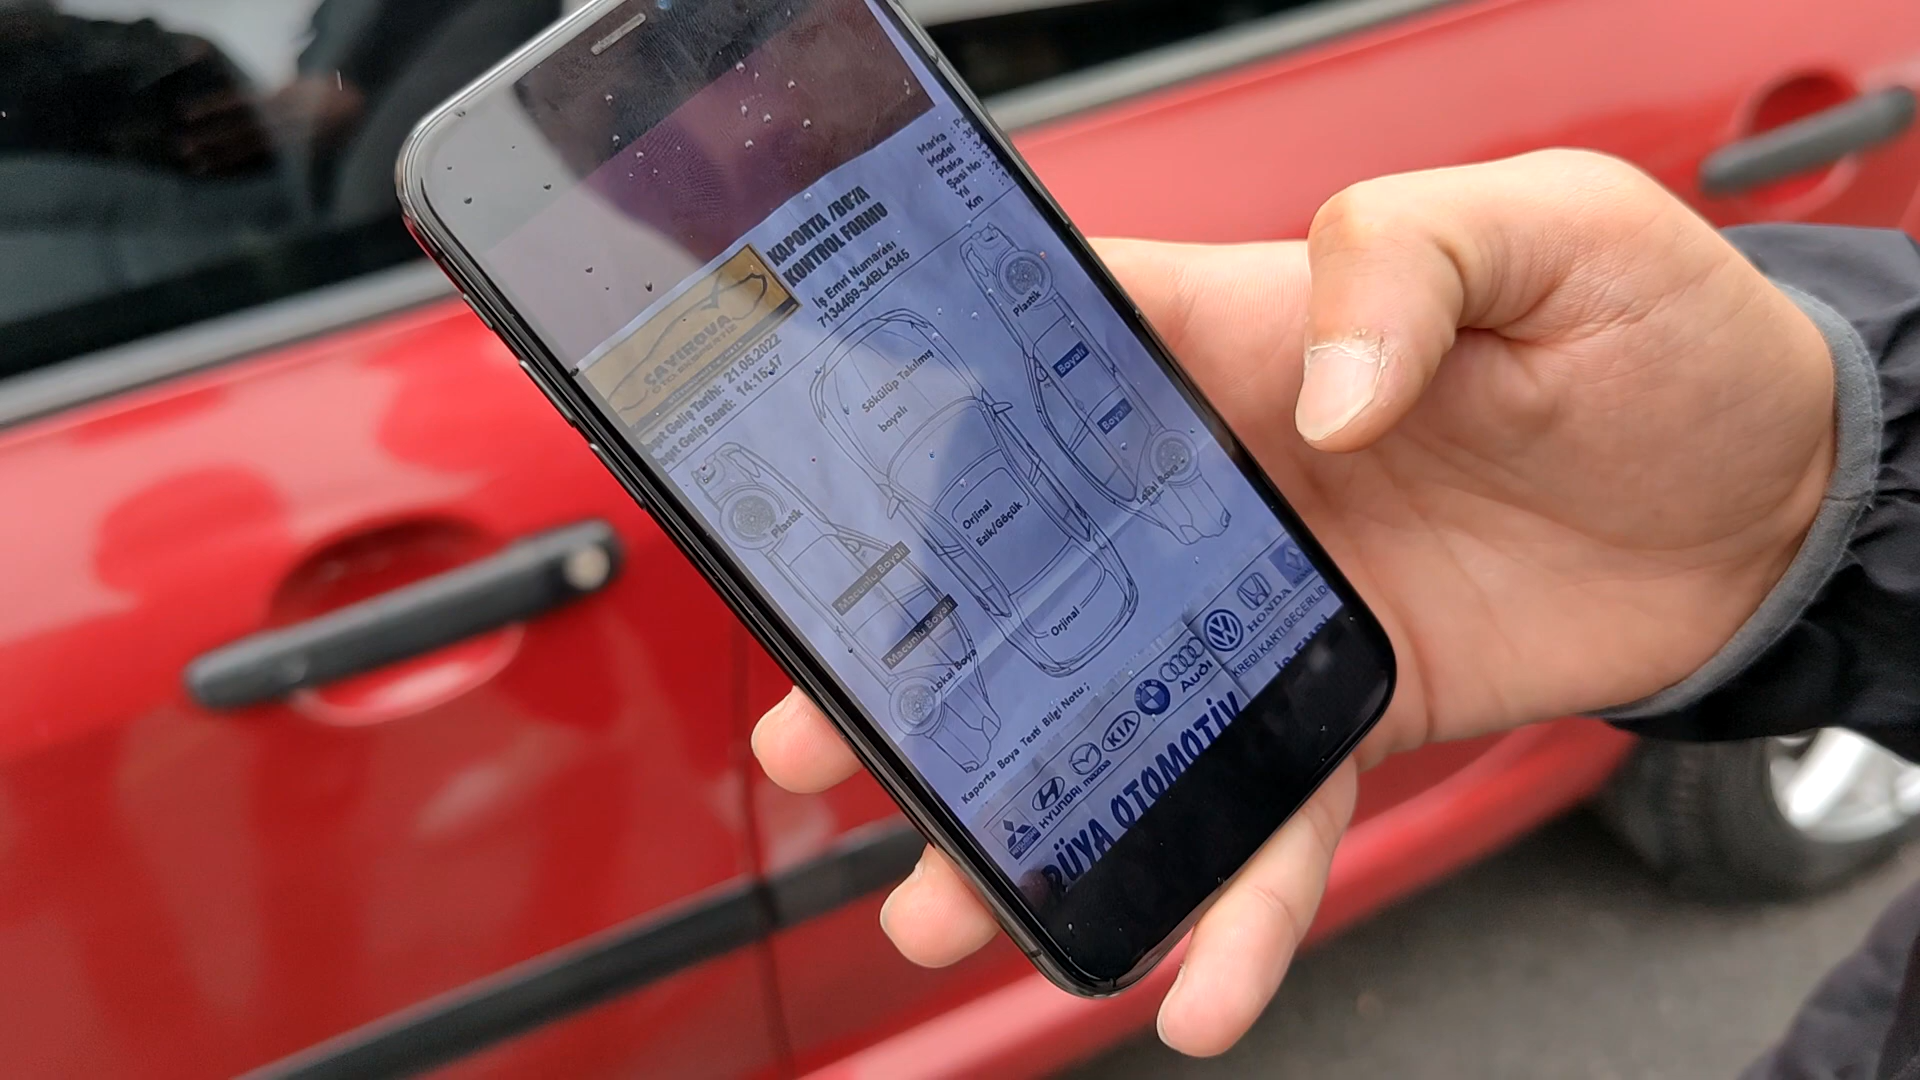 KAPORTA /BOYA
KONTROL FORMU
İş Emri Numarası
7134469-34BL4345
Marka :
Model :
Plaka :
Şasi No:
Yıl :
Km :
ÇAYIROVA
Geliş Tarihi: 21.05.2022
Geliş Saati: 14:15:47
Sökülüp Takılmış
boyalı
Plastik
Boyalı
Boyalı
Lokal Boya
Plastik
Macunlu Boyalı
Macunlu Boyalı
Lokal Boya
Orjinal
Ezik/Göçük
Orjinal
Kaporta Boya Testi Bilgi Notu ;
HYUNDAI
mazda
KIA
Audi
HONDA
KREDİ KARTI GEÇERLİD
RÜYA OTOMOTİV